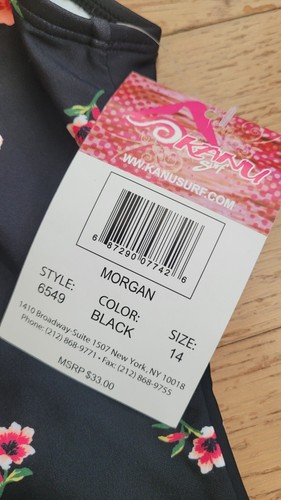 KANU
Surf
WWW.KANUSURF.COM
6 87290 07742 6
MORGAN
STYLE: COLOR: SIZE:
6549 BLACK 14
1410 Broadway-Suite 1507 New York, NY 10018
Phone: (212) 868-9771 • Fax: (212) 868-9755
MSRP $33.00